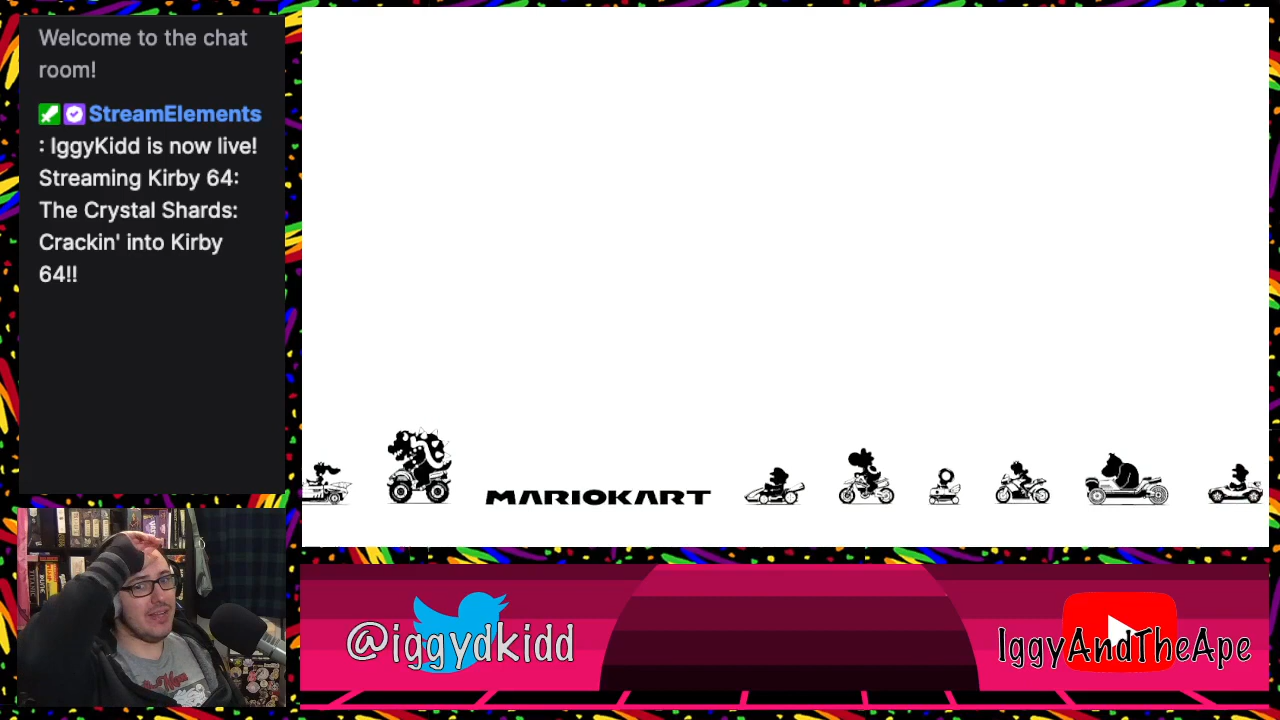 Welcome to the chat
room!
StreamElements
: IggyKidd is now live!
Streaming Kirby 64:
The Crystal Shards:
Crackin' into Kirby
64!!
MARIOKART
@iggydkidd
IggyAndTheApe